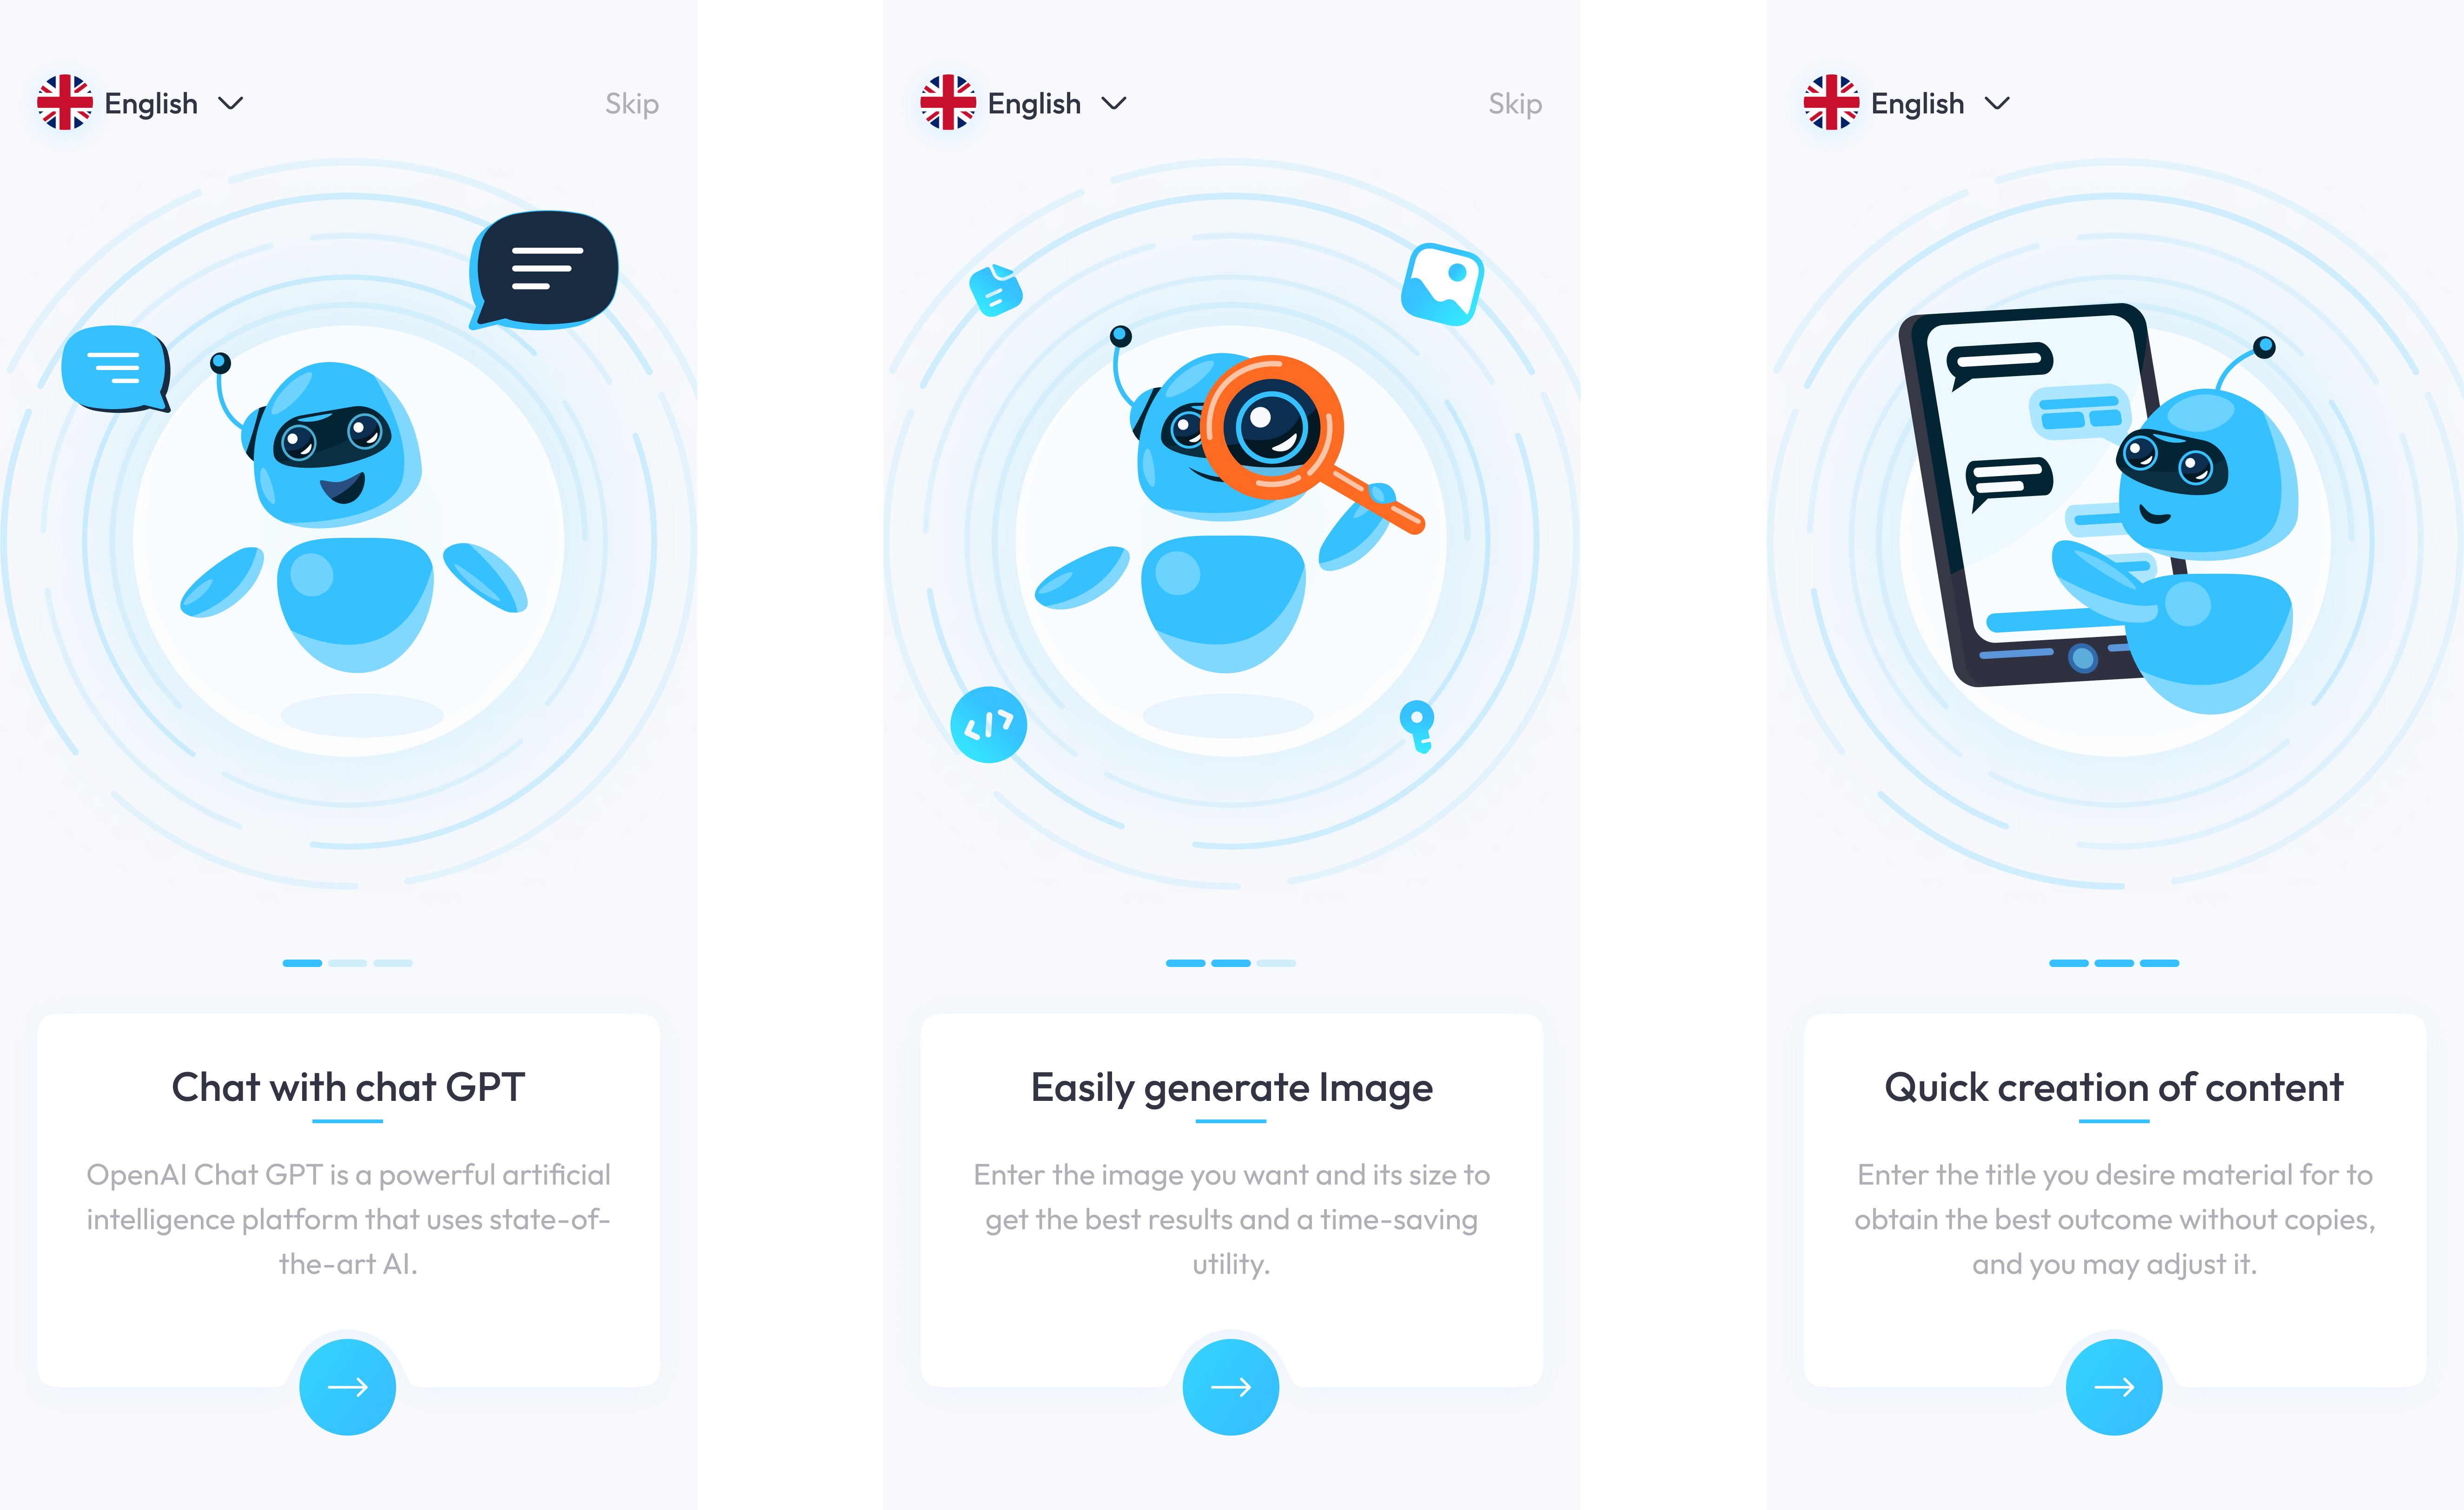 English
Skip
Chat with chat GPT
OpenAI Chat GPT is a powerful artificial
intelligence platform that uses state-of-
the-art AI.
English
Skip
Easily generate Image
Enter the image you want and its size to
get the best results and a time-saving
utility.
English
Quick creation of content
Enter the title you desire material for to
obtain the best outcome without copies,
and you may adjust it.